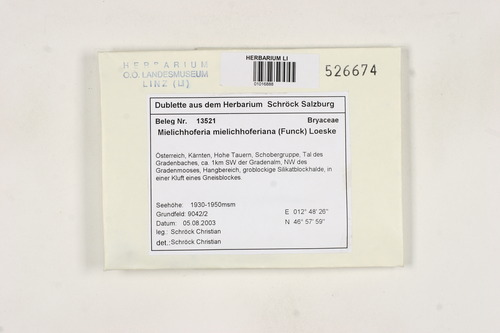 HERBARIUM
O.Ö. LANDESMUSEUM
LINZ (LI)
HERBARIUM LI
526674
Dublette aus dem Herbarium Schröck Salzburg
Beleg Nr. 13521 Bryaceae
Mielichhoferia mielichhoferiana (Funck) Loeske
Österreich, Kärnten, Hohe Tauern, Schobergruppe, Tal des
Gradenbaches, ca. 1km SW der Gradenalm, NW des
Gradenmooses, Hangbereich, groblockige Silikatblockhalde, in
einer Kluft eines Gneisblockes
Seehöhe: 1930-1950msm
Grundfeld: 9042/2 E 012° 48' 26"
Datum: 05.08.2003 N 46° 57' 59"
leg.: Schröck Christian
det.: Schröck Christian